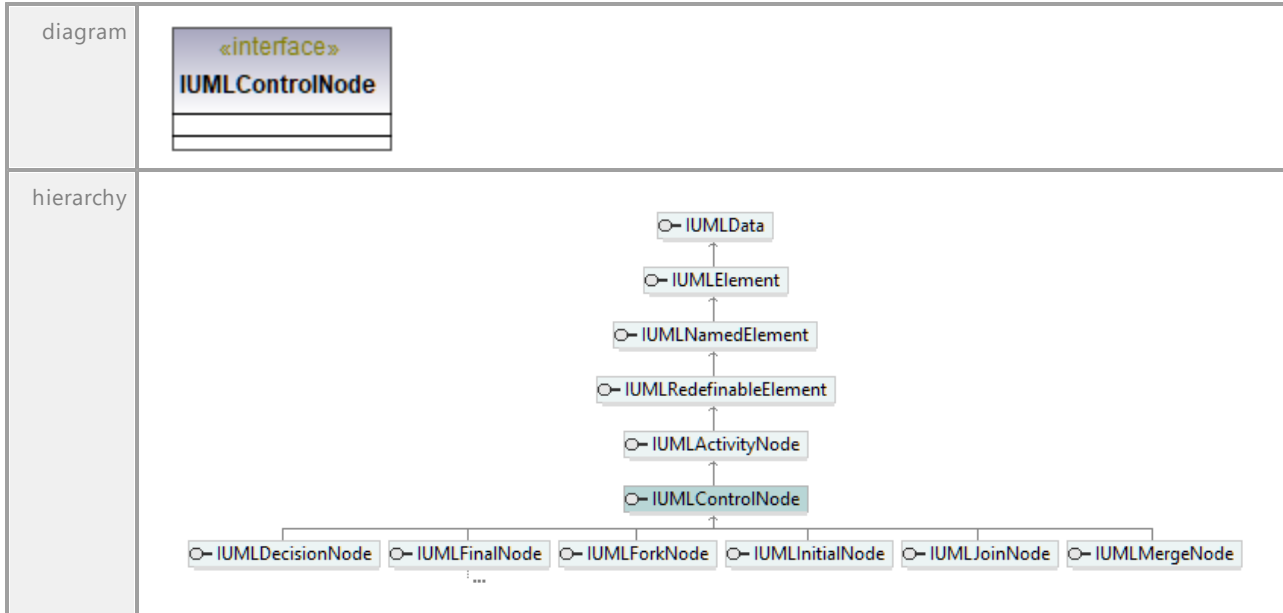 diagram
«interface»
IUMLControlNode
hierarchy
IUMLData
IUMLElement
IUMLNamedElement
IUMLRedefinableElement
IUMLActivityNode
IUMLControlNode
IUMLDecisionNode IUMLFinalNode IUMLForkNode IUMLInitialNode IUMLJoinNode IUMLMergeNode
...